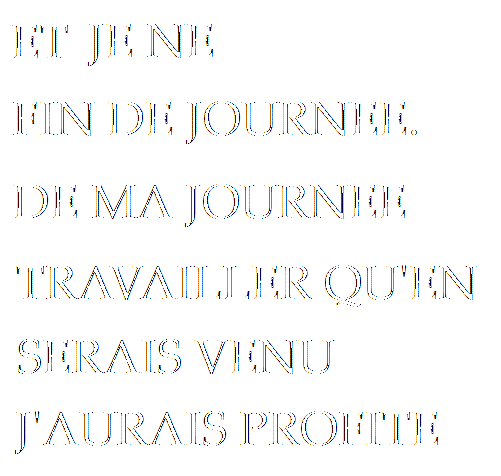 ET JE NE
FIN DE JOURNEE.
DE MA JOURNEE
TRAVAILLER QU'EN
SERAIS VENU
J'AURAIS PROFITE